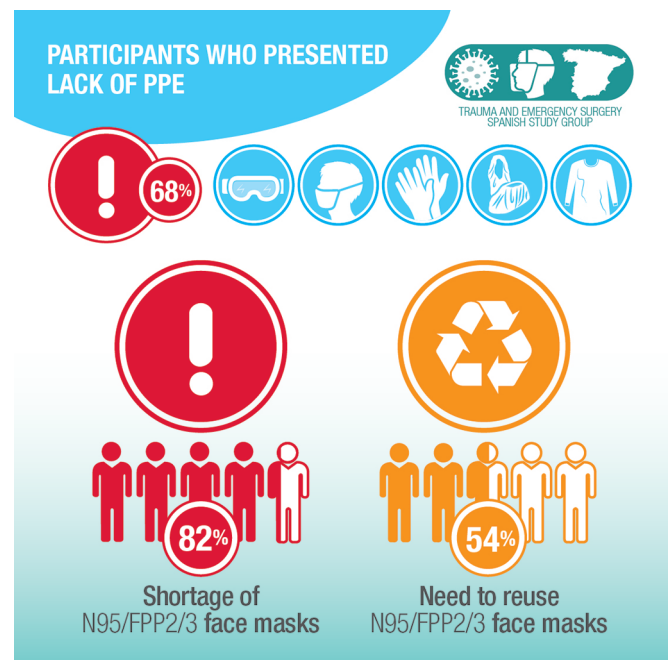 PARTICIPANTS WHO PRESENTED
LACK OF PPE
TRAUMA AND EMERGENCY SURGERY
SPANISH STUDY GROUP
68%
82%
54%
Shortage of
N95/FPP2/3 face masks
Need to reuse
N95/FPP2/3 face masks